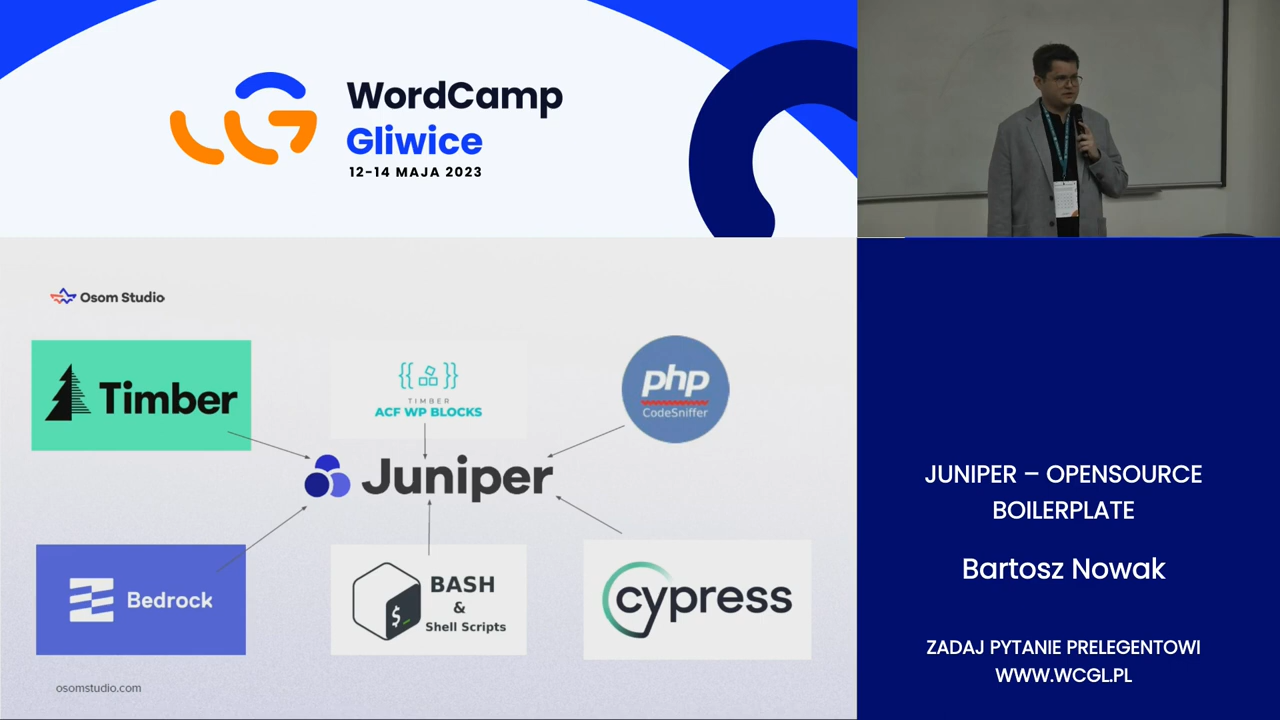 WordCamp
Gliwice
12-14 MAJA 2023
Osom Studio
Timber
{{ }}
TIMBER
ACF WP BLOCKS
php
CodeSniffer
Juniper
Bedrock
$_
BASH
&
Shell Scripts
cypress
osomstudio.com
JUNIPER – OPENSOURCE
BOILERPLATE
Bartosz Nowak
ZADAJ PYTANIE PRELEGENTOWI
WWW.WCGL.PL